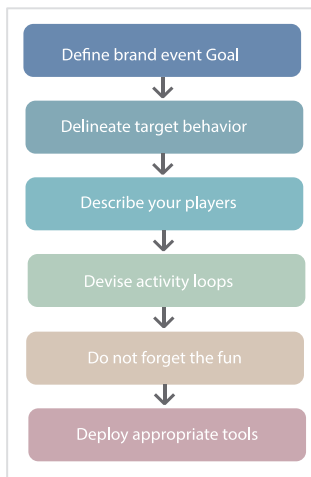 Define brand event Goal
Delineate target behavior
Describe your players
Devise activity loops
Do not forget the fun
Deploy appropriate tools